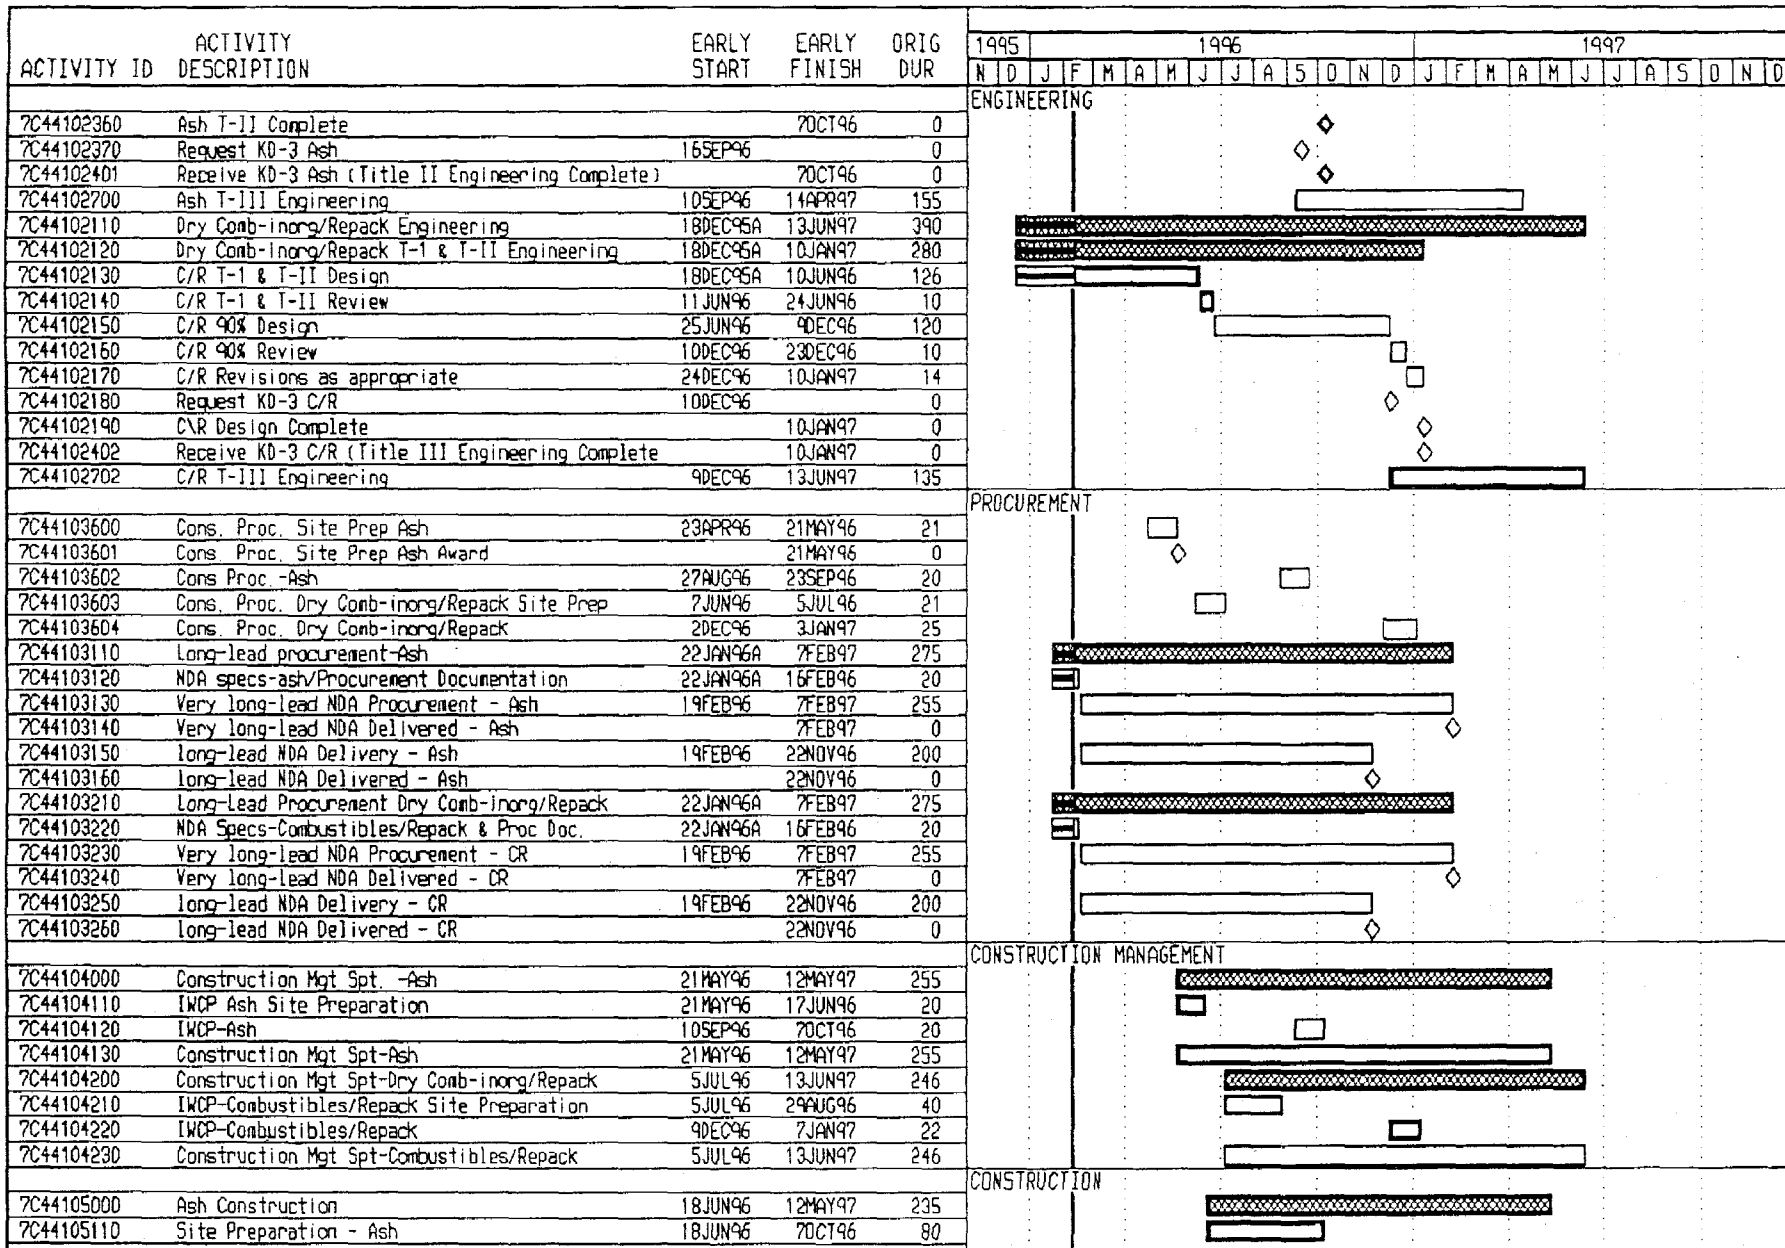 ACTIVITY EARLY EARLY ORIG 1995 1996 1997
ACTIVITY ID DESCRIPTION START FINISH DUR N D J F M A M J J A S O N D J F M A M J J A S O N D
ENGINEERING
7C44102360 Ash T-II Complete 7OCT96 0
7C44102370 Request KD-3 Ash 16SEP96 0
7C44102401 Receive KD-3 Ash (Title II Engineering Complete) 7OCT96 0
7C44102700 Ash T-III Engineering 10SEP96 14APR97 155
7C44102110 Dry Comb-inorg/Repack Engineering 18DEC95A 13JUN97 390
7C44102120 Dry Comb-inorg/Repack T-1 & T-II Engineering 18DEC95A 10JAN97 280
7C44102130 C/R T-1 & T-II Design 18DEC95A 10JUN96 126
7C44102140 C/R T-1 & T-II Review 11JUN96 24JUN96 10
7C44102150 C/R 90% Design 25JUN96 9DEC96 120
7C44102160 C/R 90% Review 10DEC96 23DEC96 10
7C44102170 C/R Revisions as appropriate 24DEC96 10JAN97 14
7C44102180 Request KD-3 C/R 10DEC96 0
7C44102190 C\R Design Complete 10JAN97 0
7C44102402 Receive KD-3 C/R (Title III Engineering Complete 10JAN97 0
7C44102702 C/R T-III Engineering 9DEC96 13JUN97 135
PROCUREMENT
7C44103600 Cons. Proc. Site Prep Ash 23APR96 21MAY96 21
7C44103601 Cons. Proc. Site Prep Ash Award 21MAY96 0
7C44103602 Cons Proc.-Ash 27AUG96 23SEP96 20
7C44103603 Cons. Proc. Dry Comb-inorg/Repack Site Prep 7JUN96 5JUL96 21
7C44103604 Cons. Proc. Dry Comb-inorg/Repack 2DEC96 3JAN97 25
7C44103110 Long-lead procurement-Ash 22JAN96A 7FEB97 275
7C44103120 NDA specs-ash/Procurement Documentation 22JAN96A 16FEB96 20
7C44103130 Very long-lead NDA Procurement - Ash 19FEB96 7FEB97 255
7C44103140 Very long-lead NDA Delivered - Ash 7FEB97 0
7C44103150 long-lead NDA Delivery - Ash 19FEB96 22NOV96 200
7C44103160 long-lead NDA Delivered - Ash 22NOV96 0
7C44103210 Long-Lead Procurement Dry Comb-inorg/Repack 22JAN96A 7FEB97 275
7C44103220 NDA Specs-Combustibles/Repack & Proc Doc. 22JAN96A 16FEB96 20
7C44103230 Very long-lead NDA Procurement - CR 19FEB96 7FEB97 255
7C44103240 Very long-lead NDA Delivered - CR 7FEB97 0
7C44103250 long-lead NDA Delivery - CR 19FEB96 22NOV96 200
7C44103260 long-lead NDA Delivered - CR 22NOV96 0
CONSTRUCTION MANAGEMENT
7C44104000 Construction Mgt Spt. -Ash 21MAY96 12MAY97 255
7C44104110 IWCP Ash Site Preparation 21MAY96 17JUN96 20
7C44104120 IWCP-Ash 10SEP96 7OCT96 20
7C44104130 Construction Mgt Spt-Ash 21MAY96 12MAY97 255
7C44104200 Construction Mgt Spt-Dry Comb-inorg/Repack 5JUL96 13JUN97 246
7C44104210 IWCP-Combustibles/Repack Site Preparation 5JUL96 29AUG96 40
7C44104220 IWCP-Combustibles/Repack 9DEC96 7JAN97 22
7C44104230 Construction Mgt Spt-Combustibles/Repack 5JUL96 13JUN97 246
CONSTRUCTION
7C44105000 Ash Construction 18JUN96 12MAY97 235
7C44105110 Site Preparation - Ash 18JUN96 7OCT96 80